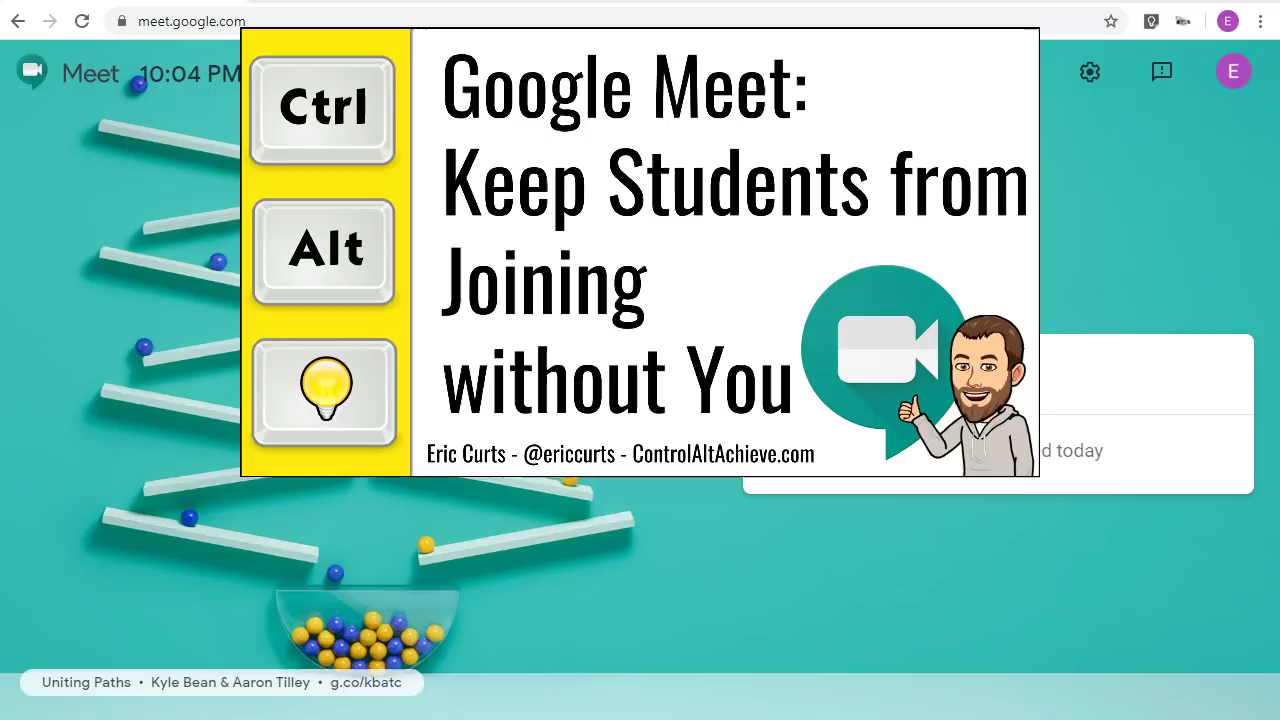 meet.google.com
E
Meet 10:04 PM
E
Ctrl
Alt
Google Meet:
Keep Students from
Joining
without You
Eric Curts - @ericcurts - ControlAltAchieve.com
d today
Uniting Paths • Kyle Bean & Aaron Tilley • g.co/kbatc